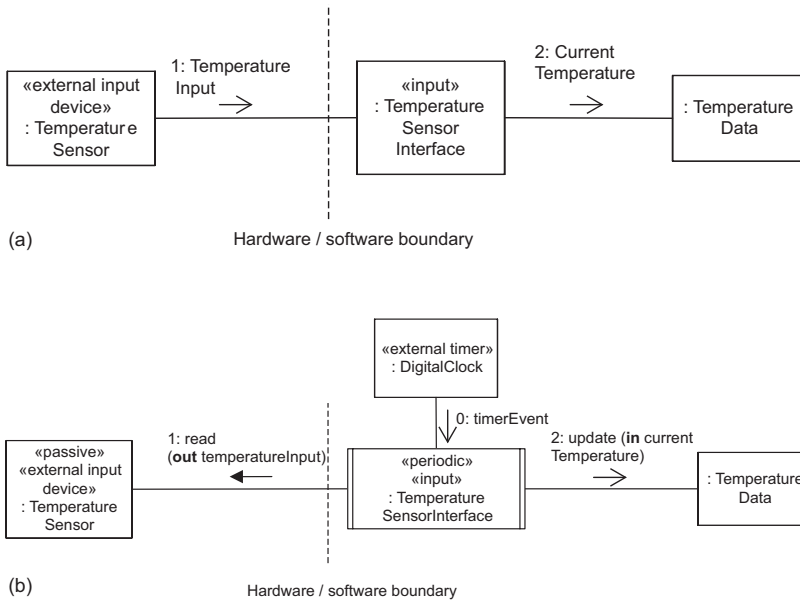 «external input
device»
: Temperature
Sensor
1: Temperature
Input
«input»
: Temperature
Sensor
Interface
2: Current
Temperature
: Temperature
Data
(a)
Hardware / software boundary
«external timer»
: DigitalClock
0: timerEvent
«passive»
«external input
device»
: Temperature
Sensor
1: read
(out temperatureInput)
«periodic»
«input»
: Temperature
SensorInterface
2: update (in current
Temperature)
: Temperature
Data
(b)
Hardware / software boundary